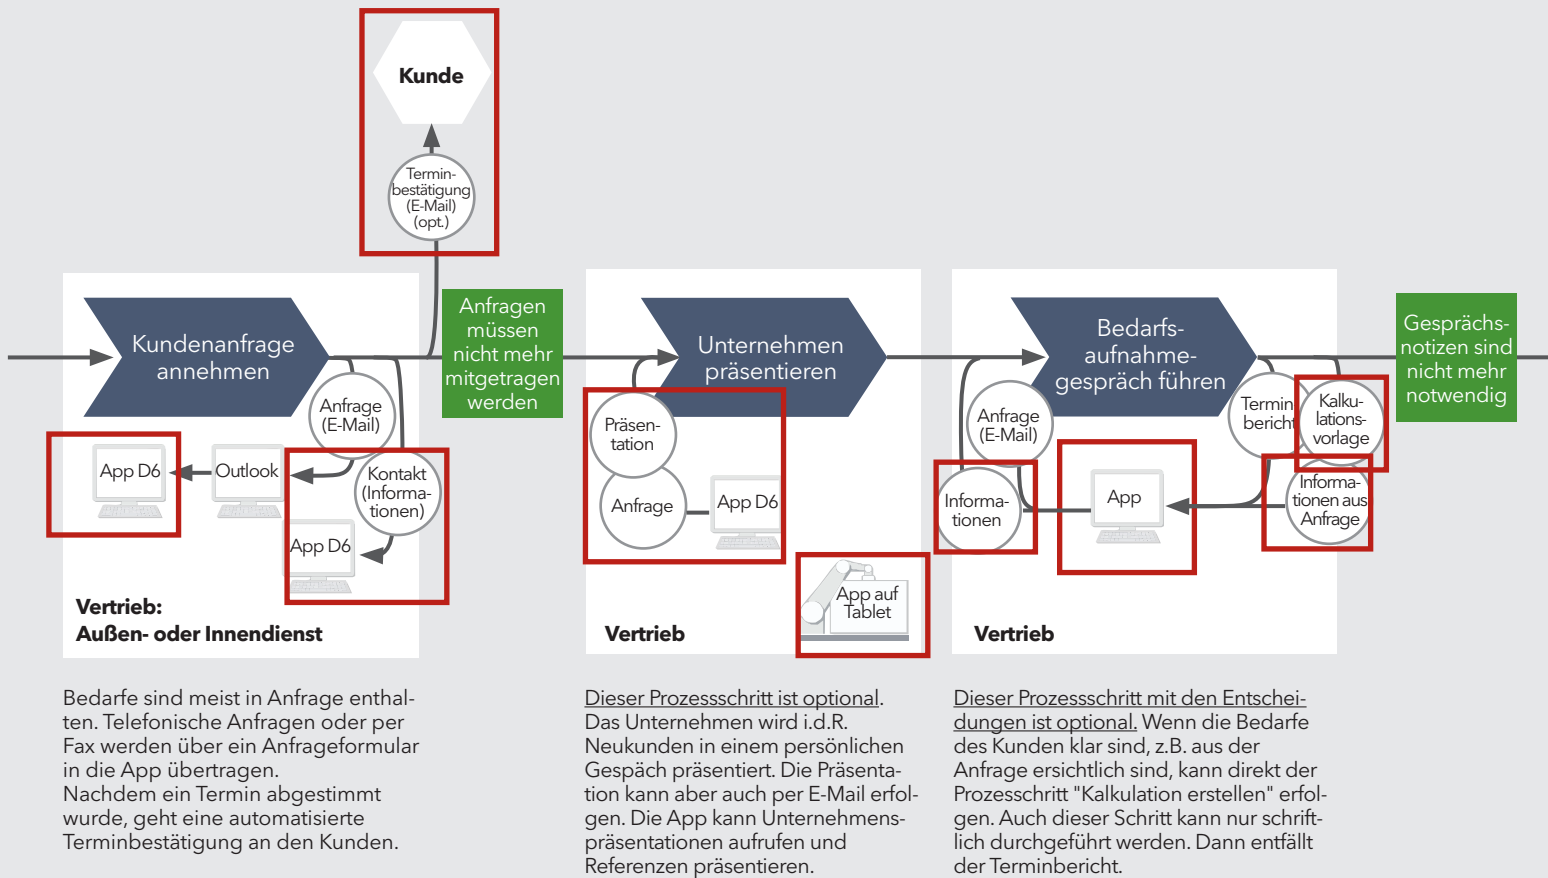 Kunde
Termin-
bestätigung
(E-Mail)
(opt.)
Kundenanfrage
annehmen
Anfrage
(E-Mail)
App D6
Outlook
Kontakt
(Informa-
tionen)
App D6
Vertrieb:
Außen- oder Innendienst
Anfragen
müssen
nicht mehr
mitgetragen
werden
Unternehmen
präsentieren
Präsen-
tation
Anfrage
App D6
App auf
Tablet
Vertrieb
Bedarfs-
aufnahme-
gespräch führen
Anfrage
(E-Mail)
Informa-
tionen
App
Termin
bericht
Kalku-
lations-
vorlage
Informa-
tionen aus
Anfrage
Vertrieb
Gesprächs-
notizen sind
nicht mehr
notwendig
Bedarfe sind meist in Anfrage enthal-
ten. Telefonische Anfragen oder per
Fax werden über ein Anfrageformular
in die App übertragen.
Nachdem ein Termin abgestimmt
wurde, geht eine automatisierte
Terminbestätigung an den Kunden.
Dieser Prozessschritt ist optional.
Das Unternehmen wird i.d.R.
Neukunden in einem persönlichen
Gespäch präsentiert. Die Präsenta-
tion kann aber auch per E-Mail erfol-
gen. Die App kann Unternehmens-
präsentationen aufrufen und
Referenzen präsentieren.
Dieser Prozessschritt mit den Entschei-
dungen ist optional. Wenn die Bedarfe
des Kunden klar sind, z.B. aus der
Anfrage ersichtlich sind, kann direkt der
Prozesschritt "Kalkulation erstellen" erfol-
gen. Auch dieser Schritt kann nur schrift-
lich durchgeführt werden. Dann entfällt
der Terminbericht.